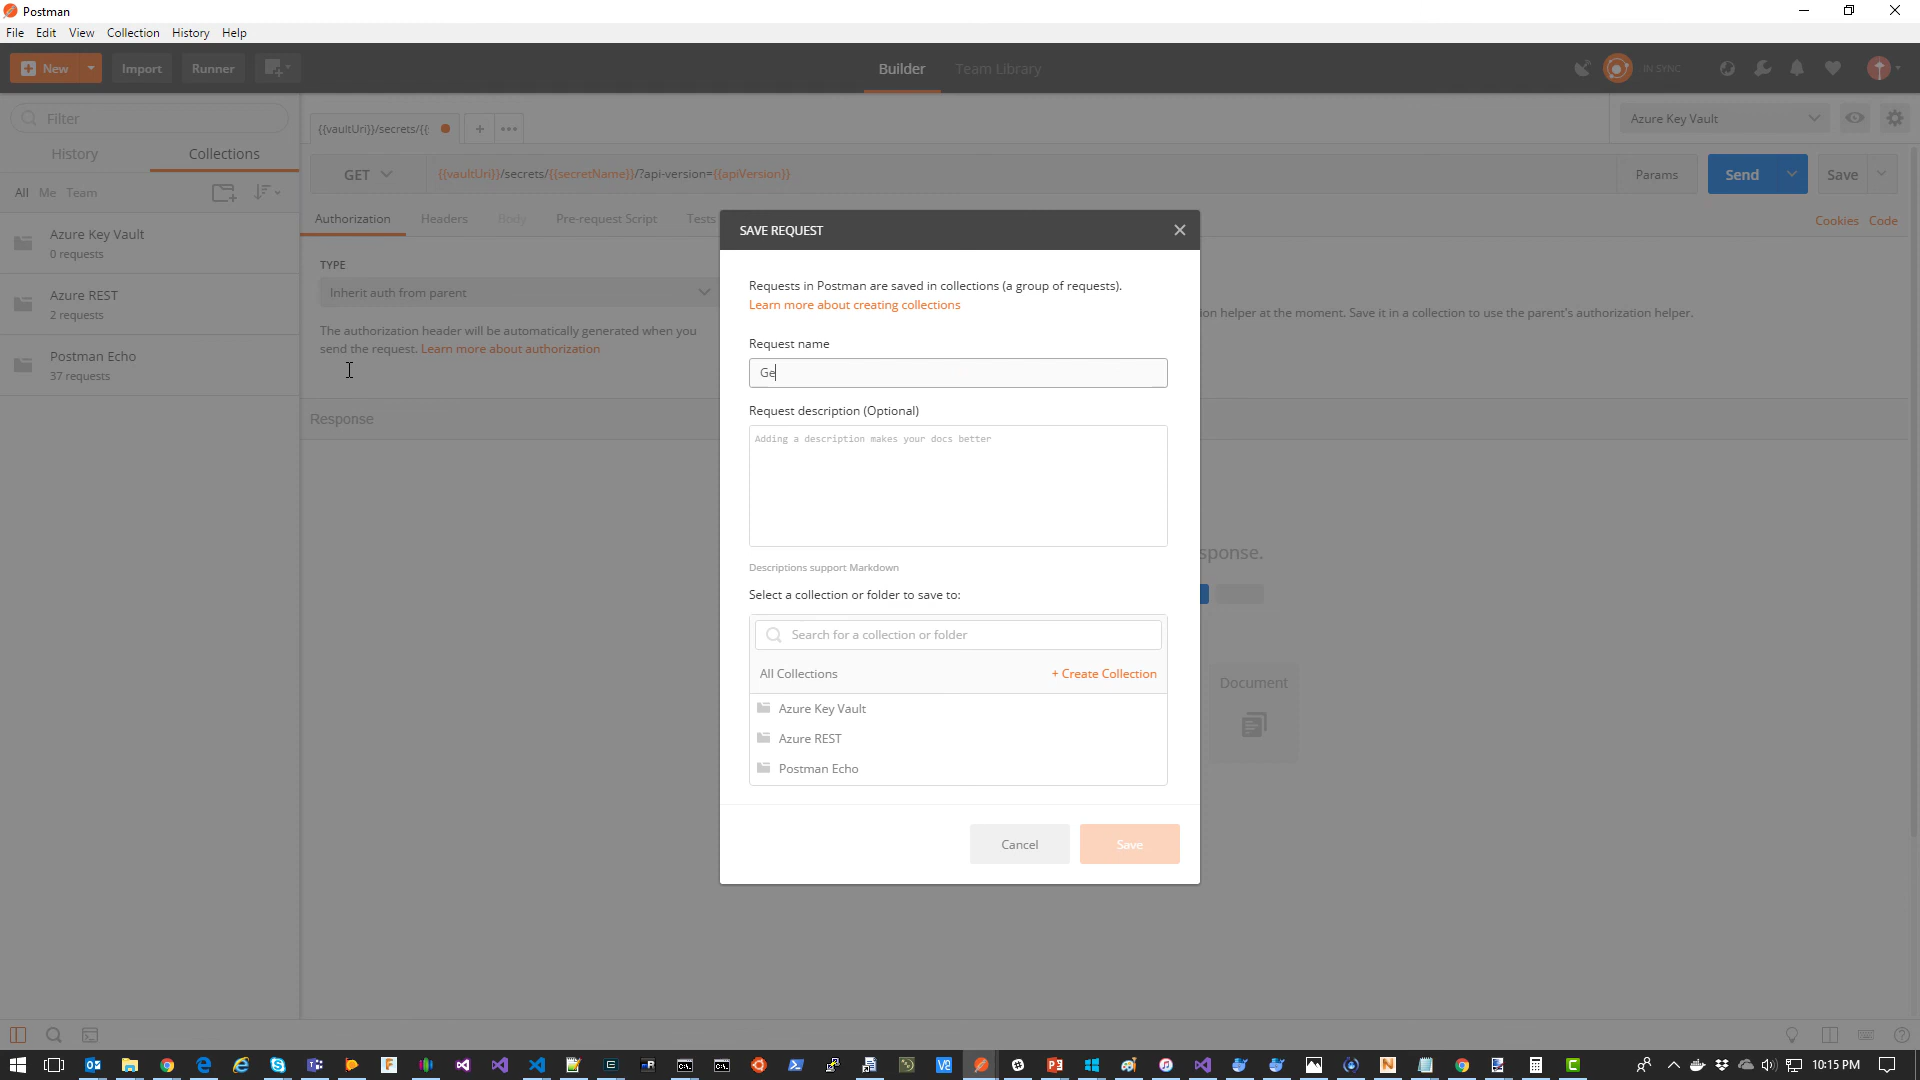 Postman
File Edit View Collection History Help
New Import Runner Builder Team Library IN SYNC
Filter
{{vaultUri}}/secrets/{{
Azure Key Vault
History Collections
GET {{vaultUri}}/secrets/{{secretName}}/?api-version={{apiVersion}} Params Send Save
All Me Team
Authorization Headers Body Pre-request Script Tests Cookies Code
Azure Key Vault
0 requests
Azure REST
2 requests
Postman Echo
37 requests
TYPE
Inherit auth from parent
The authorization header will be automatically generated when you
send the request. Learn more about authorization
on helper at the moment. Save it in a collection to use the parent's authorization helper.
Response
sponse.
Document
SAVE REQUEST
Requests in Postman are saved in collections (a group of requests).
Learn more about creating collections
Request name
Ge
Request description (Optional)
Adding a description makes your docs better
Descriptions support Markdown
Select a collection or folder to save to:
Search for a collection or folder
All Collections + Create Collection
Azure Key Vault
Azure REST
Postman Echo
Cancel Save
10:15 PM